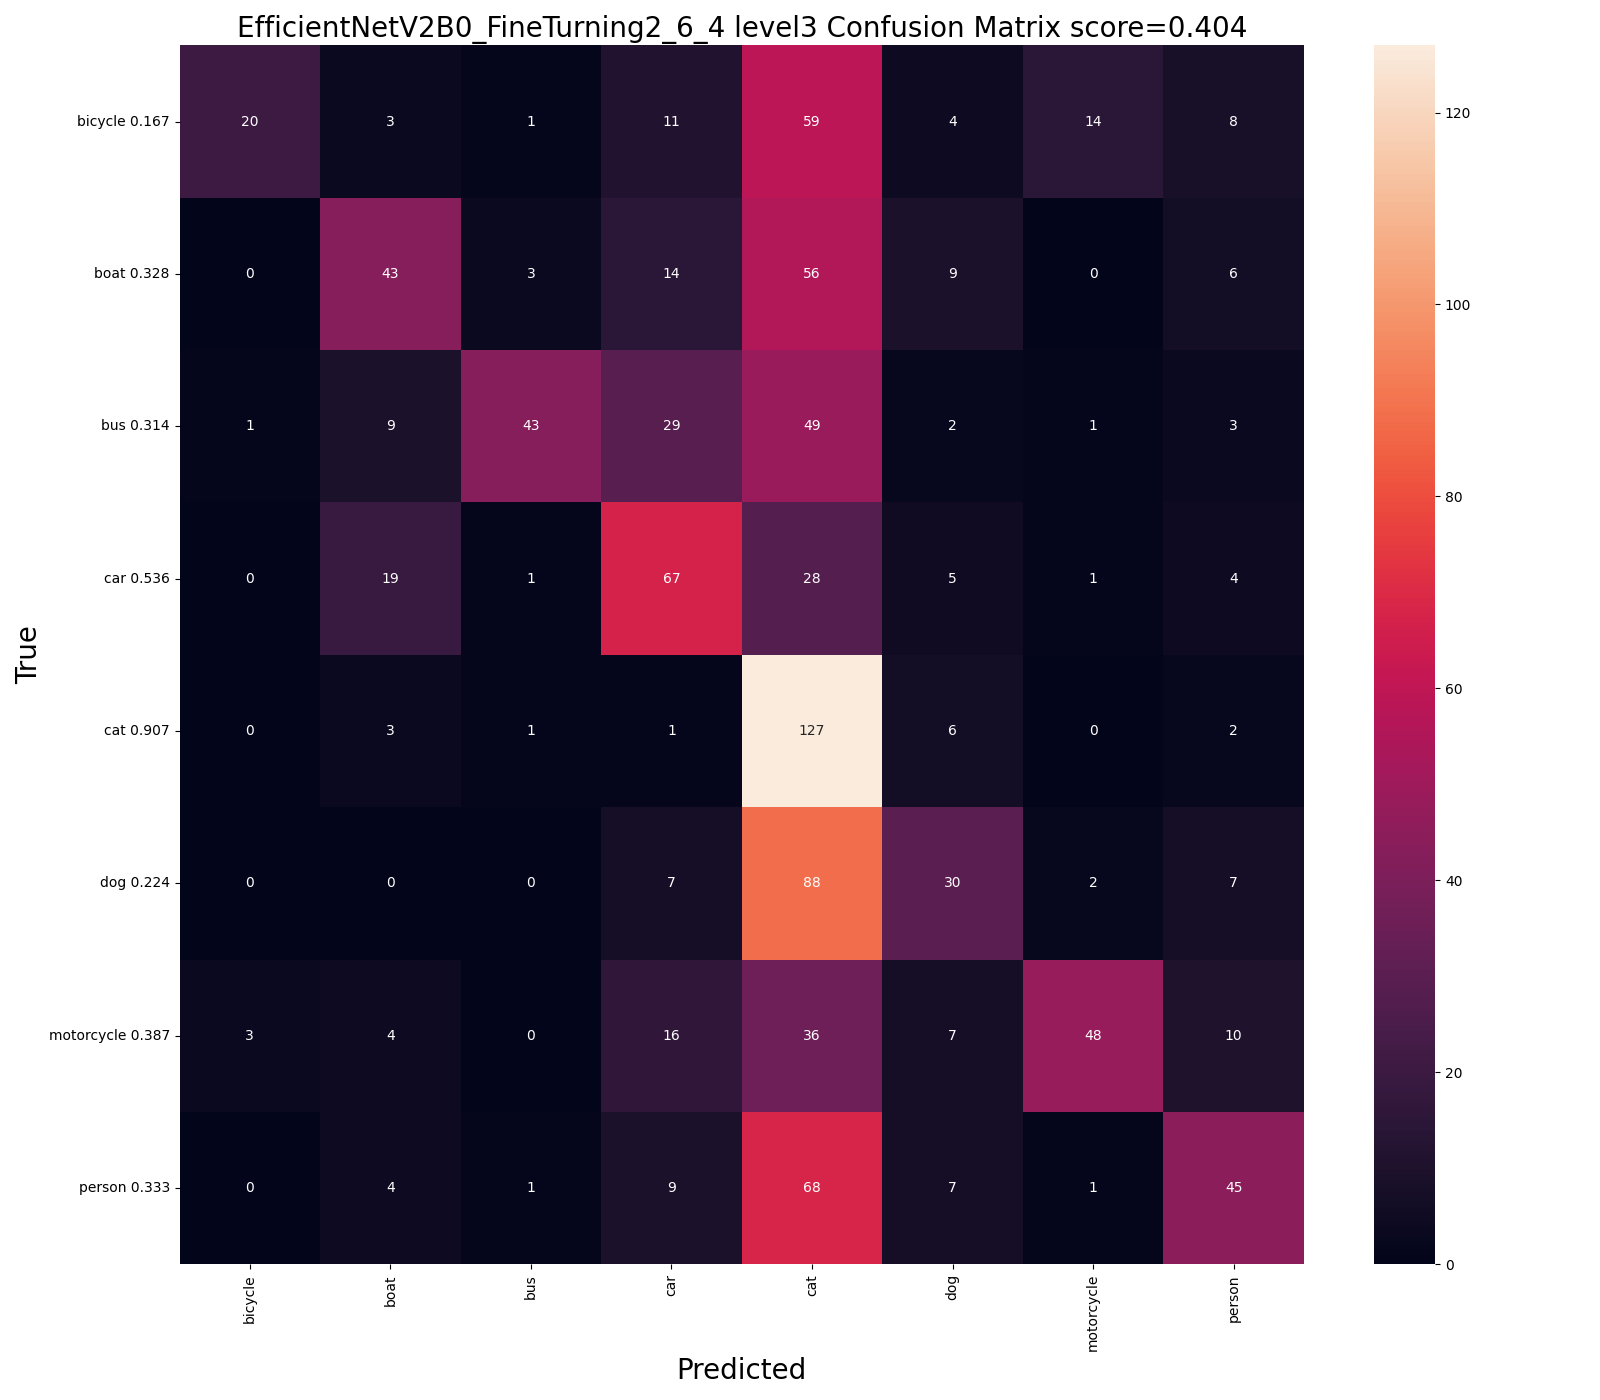 EfficientNetV2B0_FineTurning2_6_4 level3 Confusion Matrix score=0.404
True
bicycle 0.167 20 3 1 11 59 4 14 8
boat 0.328 0 43 3 14 56 9 0 6
bus 0.314 1 9 43 29 49 2 1 3
car 0.536 0 19 1 67 28 5 1 4
cat 0.907 0 3 1 1 127 6 0 2
dog 0.224 0 0 0 7 88 30 2 7
motorcycle 0.387 3 4 0 16 36 7 48 10
person 0.333 0 4 1 9 68 7 1 45
bicycle boat bus car cat dog motorcycle person
Predicted
120
100
80
60
40
20
0